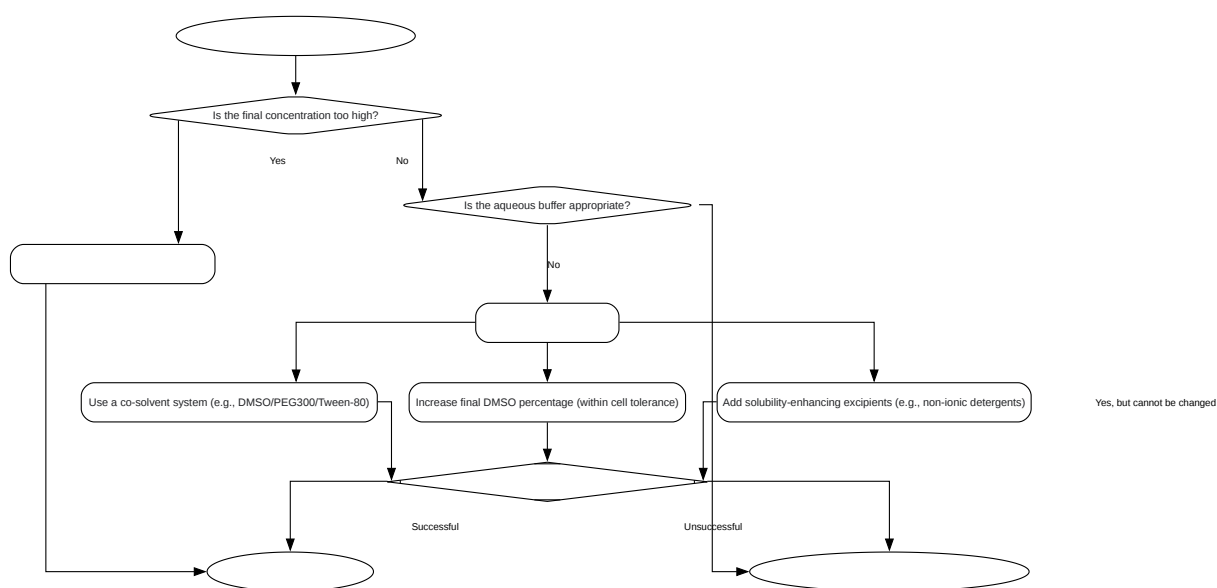 Is the final concentration too high?
Yes
No
Is the aqueous buffer appropriate?
No
Use a co-solvent system (e.g., DMSO/PEG300/Tween-80)
Increase final DMSO percentage (within cell tolerance)
Add solubility-enhancing excipients (e.g., non-ionic detergents)
Yes, but cannot be changed
Successful
Unsuccessful